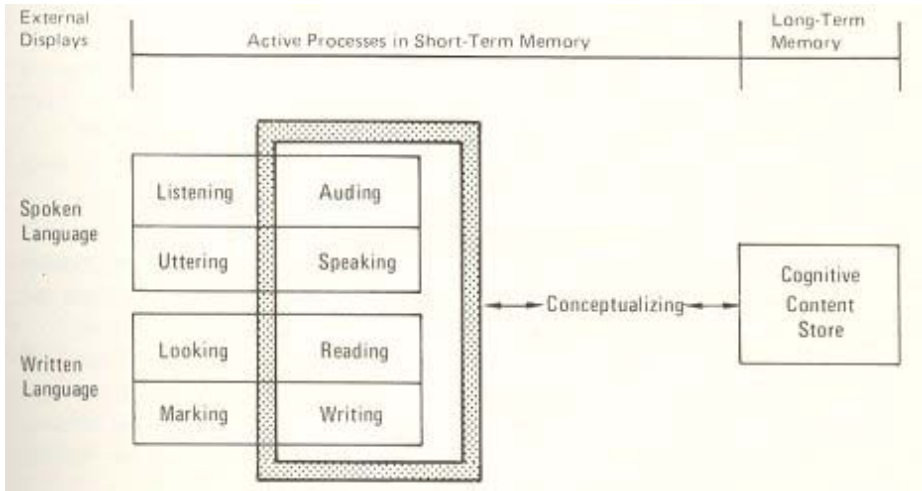 External
Displays
Active Processes in Short-Term Memory
Long-Term
Memory
Spoken
Language
Listening
Auding
Uttering
Speaking
Conceptualizing
Cognitive
Content
Store
Written
Language
Looking
Reading
Marking
Writing